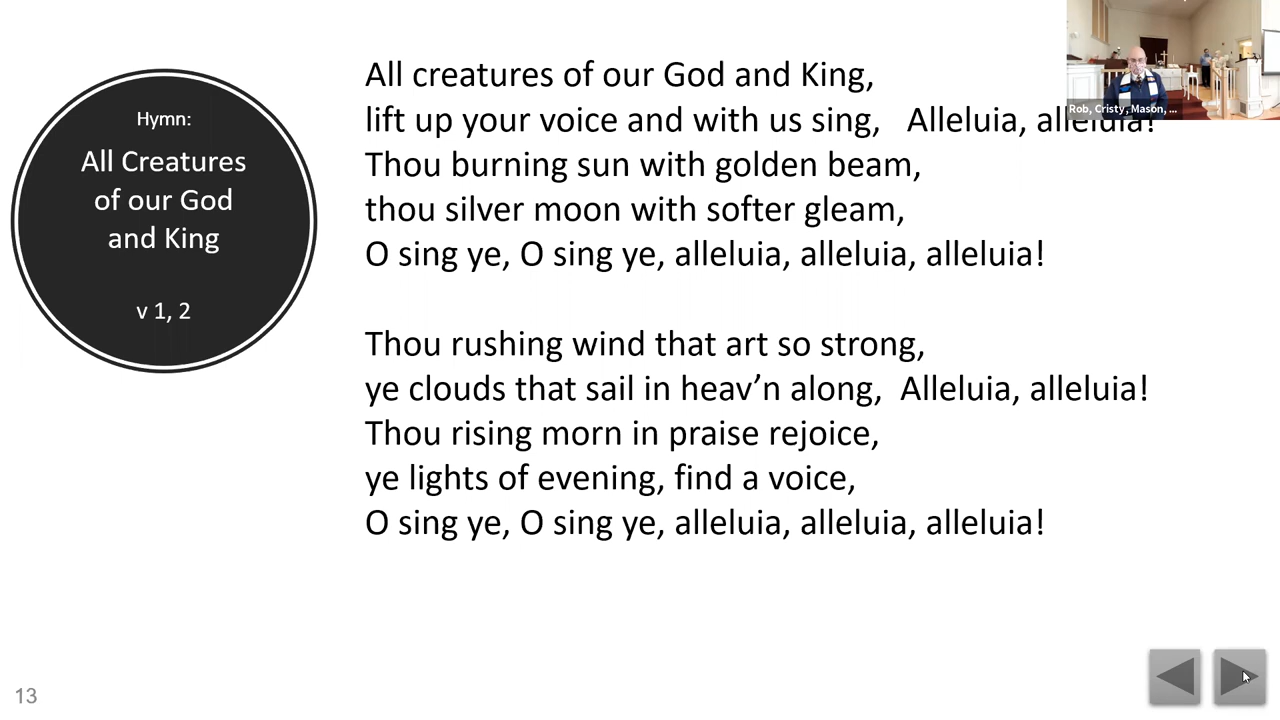 Hymn:
All Creatures
of our God
and King
v 1, 2
All creatures of our God and King,
lift up your voice and with us sing, Alleluia, alleluia!
Thou burning sun with golden beam,
thou silver moon with softer gleam,
O sing ye, O sing ye, alleluia, alleluia, alleluia!
Thou rushing wind that art so strong,
ye clouds that sail in heav’n along, Alleluia, alleluia!
Thou rising morn in praise rejoice,
ye lights of evening, find a voice,
O sing ye, O sing ye, alleluia, alleluia, alleluia!
Rob, Cristy, Mason, ...
13